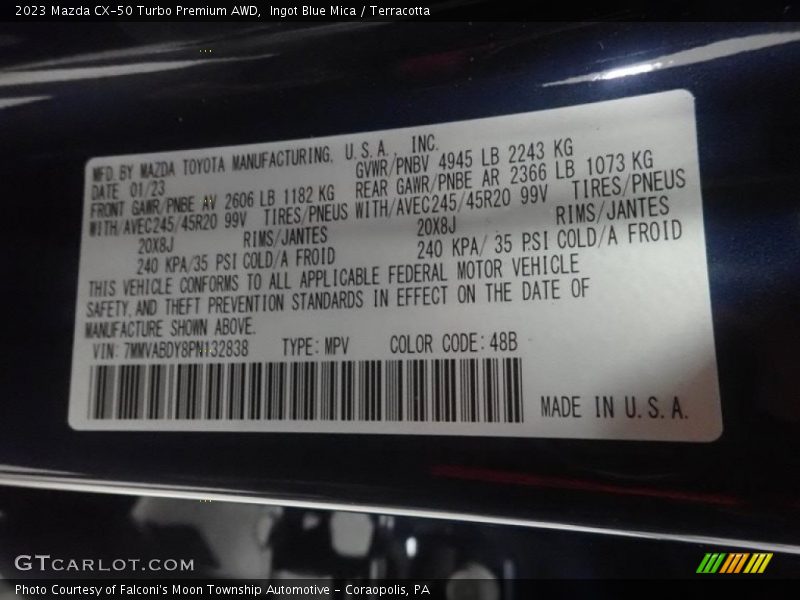 2023 Mazda CX-50 Turbo Premium AWD,  Ingot Blue Mica / Terracotta
MFD. BY MAZDA TOYOTA MANUFACTURING, U.S.A., INC.
DATE 01/23 GVWR/PNBV 4945 LB 2243 KG
FRONT GAWR/PNBE AV 2606 LB 1182 KG REAR GAWR/PNBE AR 2366 LB 1073 KG
WITH/AVEC245/45R20 99V TIRES/PNEUS WITH/AVEC245/45R20 99V TIRES/PNEUS
20X8J RIMS/JANTES 20X8J RIMS/JANTES
240 KPA/35 PSI COLD/A FROID 240 KPA/ 35 PSI COLD/A FROID
THIS VEHICLE CONFORMS TO ALL APPLICABLE FEDERAL MOTOR VEHICLE
SAFETY, AND THEFT PREVENTION STANDARDS IN EFFECT ON THE DATE OF
MANUFACTURE SHOWN ABOVE.
VIN: 7MMVABDY8PN132838 TYPE: MPV COLOR CODE: 48B
MADE IN U.S.A.
GTCARLOT.COM
Photo Courtesy of Falconi's Moon Township Automotive - Coraopolis, PA